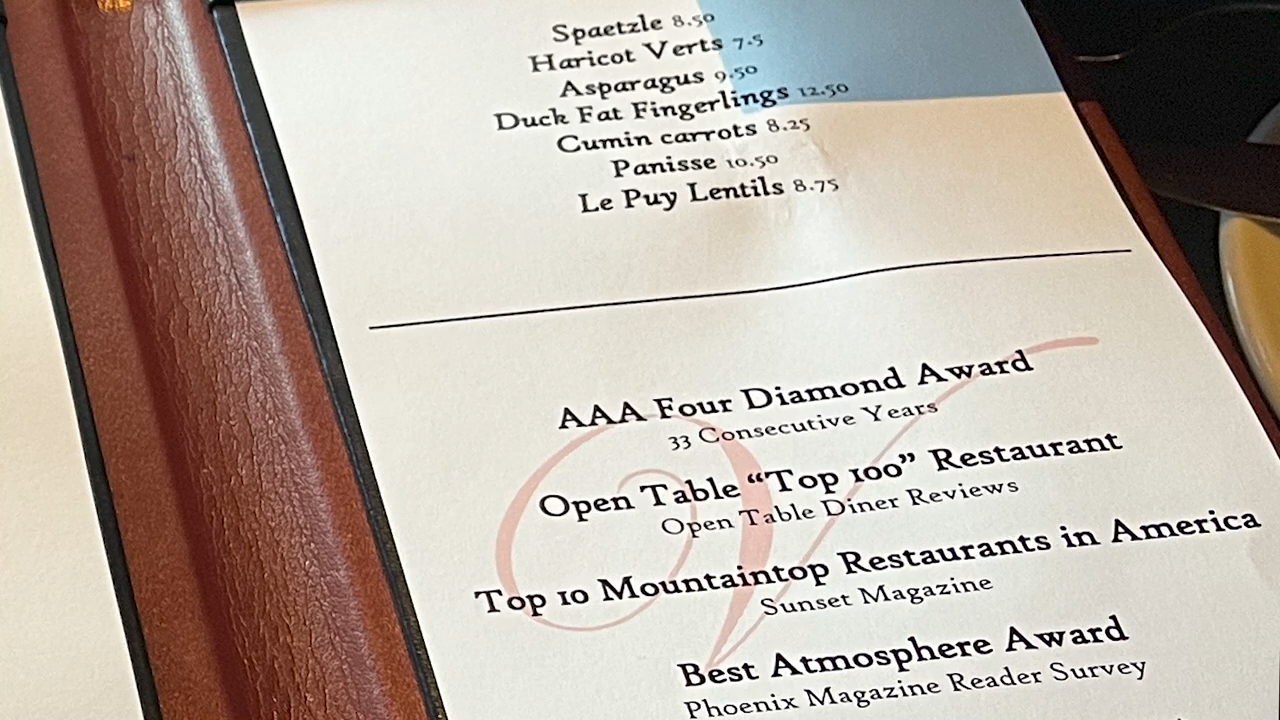 Spaetzle 8.50
Haricot Verts 7.5
Asparagus 9.50
Duck Fat Fingerlings 12.50
Cumin carrots 8.25
Panisse 10.50
Le Puy Lentils 8.75
V
AAA Four Diamond Award
33 Consecutive Years
Open Table “Top 100” Restaurant
Open Table Diner Reviews
Top 10 Mountaintop Restaurants in America
Sunset Magazine
Best Atmosphere Award
Phoenix Magazine Reader Survey